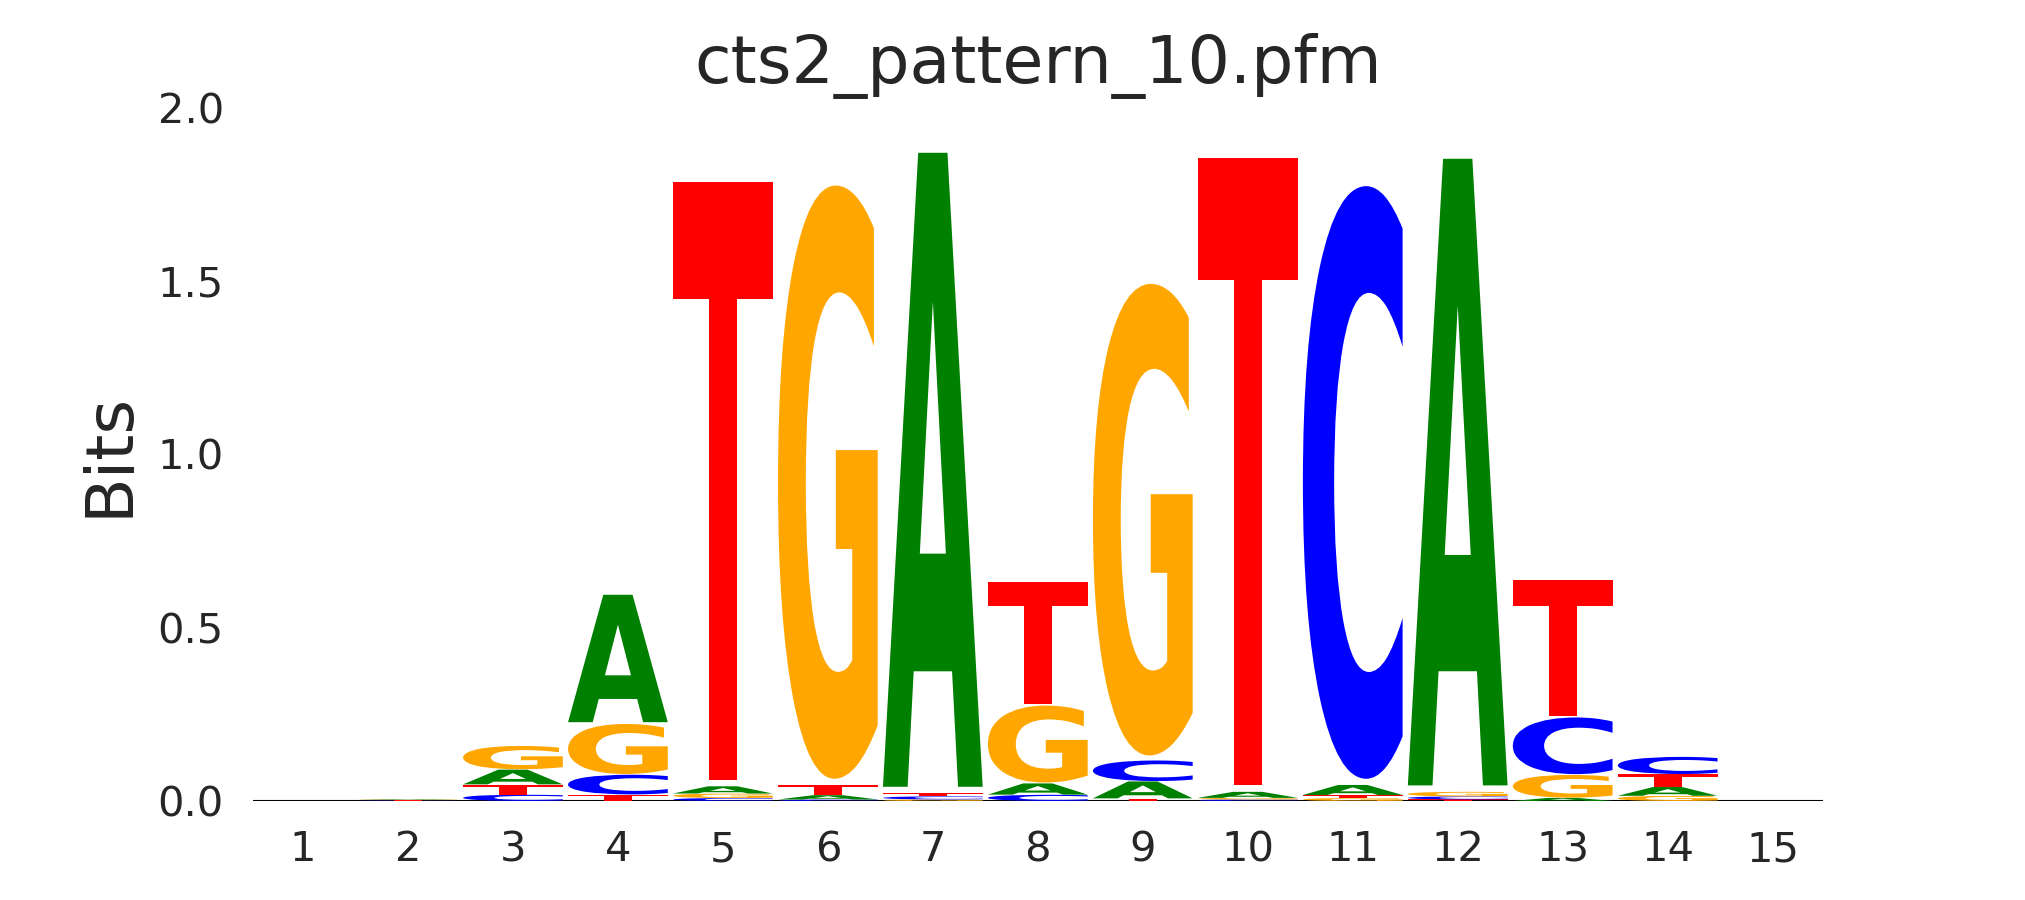 cts2_pattern_10.pfm
2.0
1.5
1.0
0.5
0.0
Bits
G A T C
A G C T
T A G C
G T A
A T C G
T G A C
G C A T
T A G C
C A T G
A G C T
T C G A
C T A G
1 2 3 4 5 6 7 8 9 10 11 12 13 14 15